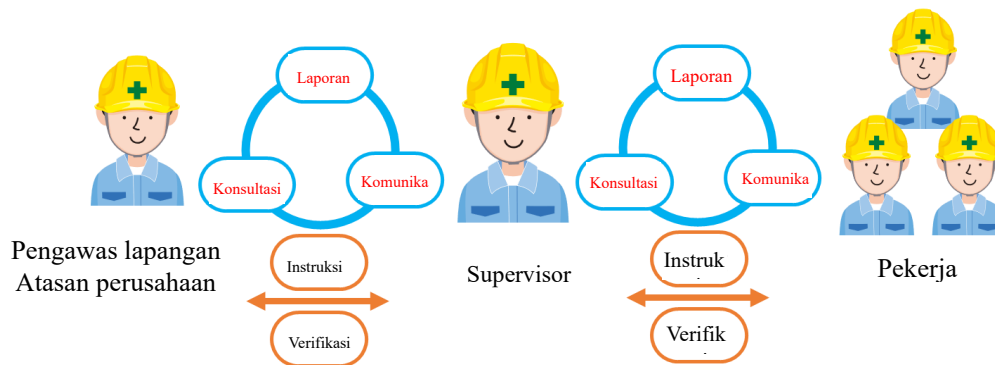 Laporan
Konsultasi
Komunika
Pengawas lapangan
Atasan perusahaan
Instruksi
Verifikasi
Supervisor
Laporan
Konsultasi
Komunika
Instruk
Verifik
Pekerja